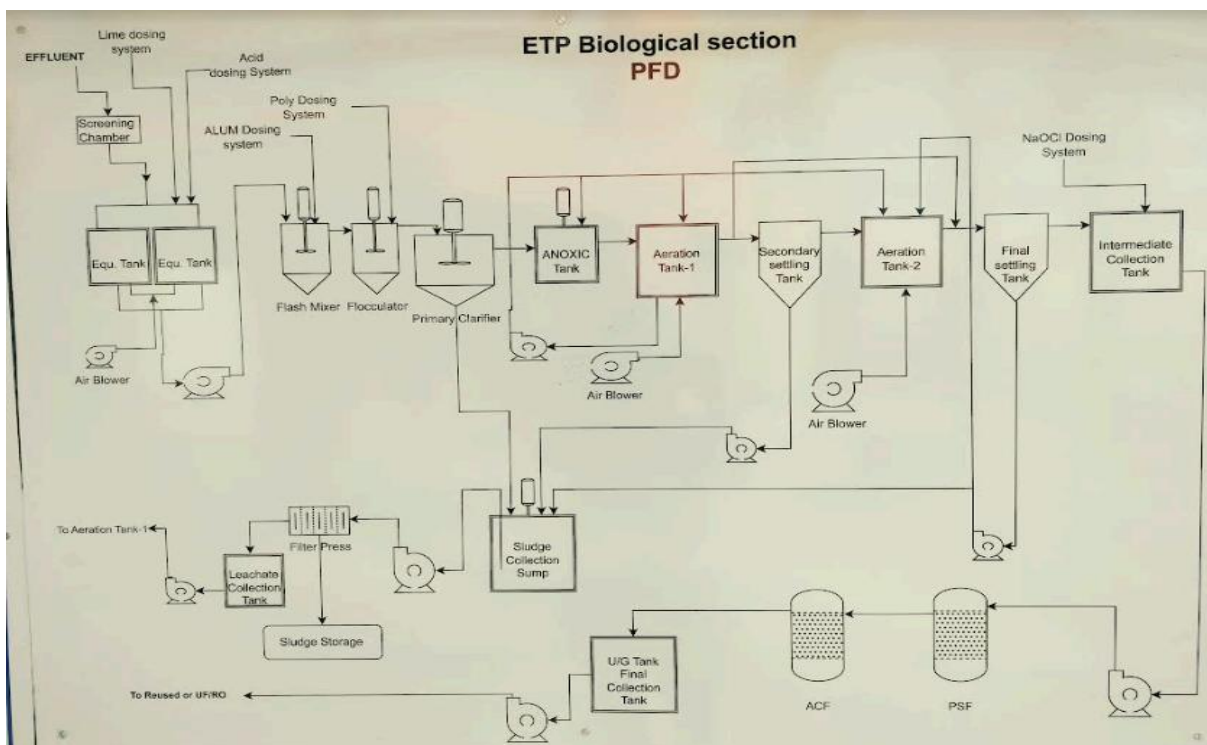 ETP Biological section
PFD
Lime dosing
system
EFFLUENT
Acid
dosing System
Screening
Chamber
Poly Dosing
System
ALUM Dosing
system
NaOCl Dosing
System
Equ. Tank
Equ. Tank
Flash Mixer
Flocculator
Primary Clarifier
ANOXIC
Tank
Aeration
Tank-1
Secondary
settling
Tank
Aeration
Tank-2
Final
settling
Tank
Intermediate
Collection
Tank
Air Blower
C
C
Air Blower
C
C
Air Blower
C
C
To Aeration Tank-1
Filter Press
Leachate
Collection
Tank
C
C
Sludge
Collection
Sump
C
Sludge Storage
U/G Tank
Final
Collection
Tank
ACF
PSF
C
To Reused or UF/RO
C